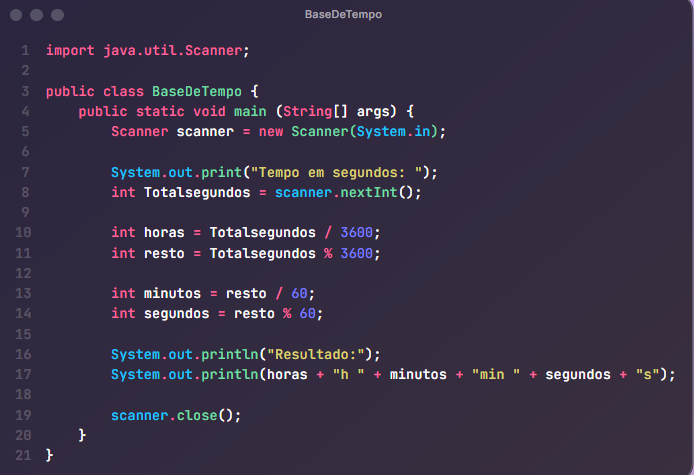 BaseDeTempo
1 import java.util.Scanner;
2
3 public class BaseDeTempo {
4     public static void main (String[] args) {
5         Scanner scanner = new Scanner(System.in);
6
7         System.out.print("Tempo em segundos: ");
8         int Totalsegundos = scanner.nextInt();
9
10         int horas = Totalsegundos / 3600;
11         int resto = Totalsegundos % 3600;
12
13         int minutos = resto / 60;
14         int segundos = resto % 60;
15
16         System.out.println("Resultado:");
17         System.out.println(horas + "h " + minutos + "min " + segundos + "s");
18
19         scanner.close();
20     }
21 }